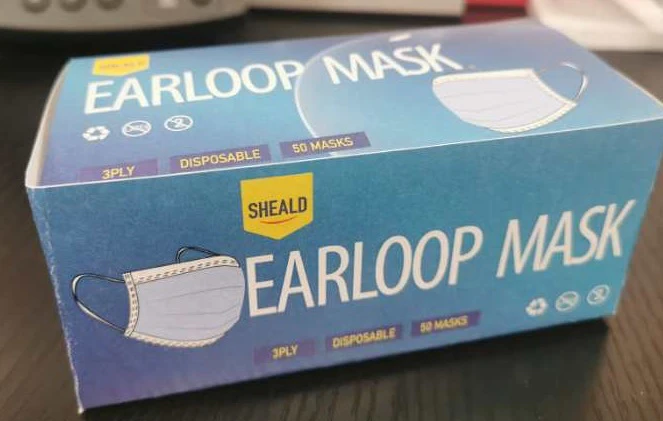 EARLOOP MASK
3PLY DISPOSABLE 50 MASKS
SHEALD
EARLOOP MASK
3PLY DISPOSABLE 50 MASKS